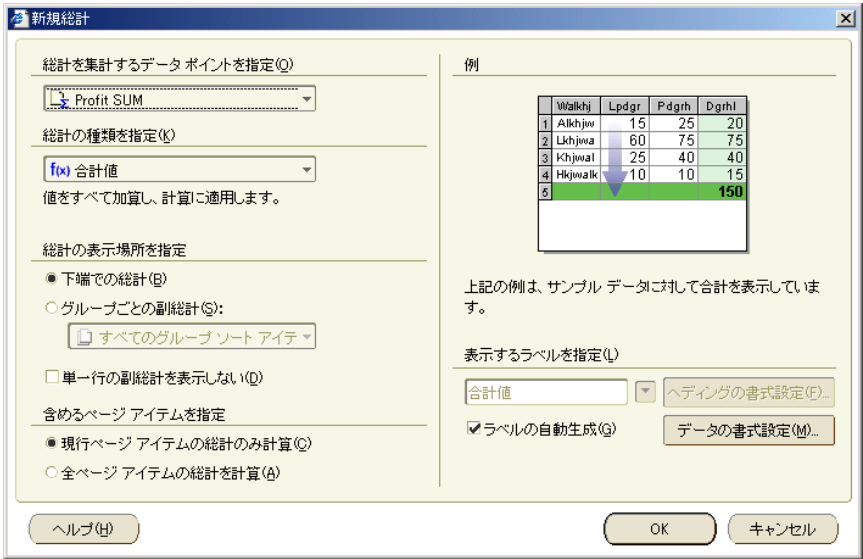 新規総計
総計を集計するデータ ポイントを指定(O)
Profit SUM
総計の種類を指定(K)
f(x) 合計値
値をすべて加算し、計算に適用します。
総計の表示場所を指定
下端での総計(B)
グループごとの副総計(S):
すべてのグループ ソート アイテ
単一行の副総計を表示しない(D)
含めるページ アイテムを指定
現行ページ アイテムの総計のみ計算(C)
全ページ アイテムの総計を計算(A)
例
Walkhj Lpdgr Pdgrh Dgrhl
1 Alkhjw 15 25 20
2 Lkhjwa 60 75 75
3 Khjwal 25 40 40
4 Hkjwalk 10 10 15
5 150
上記の例は、サンプル データに対して合計を表示していま
す。
表示するラベルを指定(L)
合計値
ヘディングの書式設定(F)...
ラベルの自動生成(G)
データの書式設定(M)...
ヘルプ(H)
OK
キャンセル